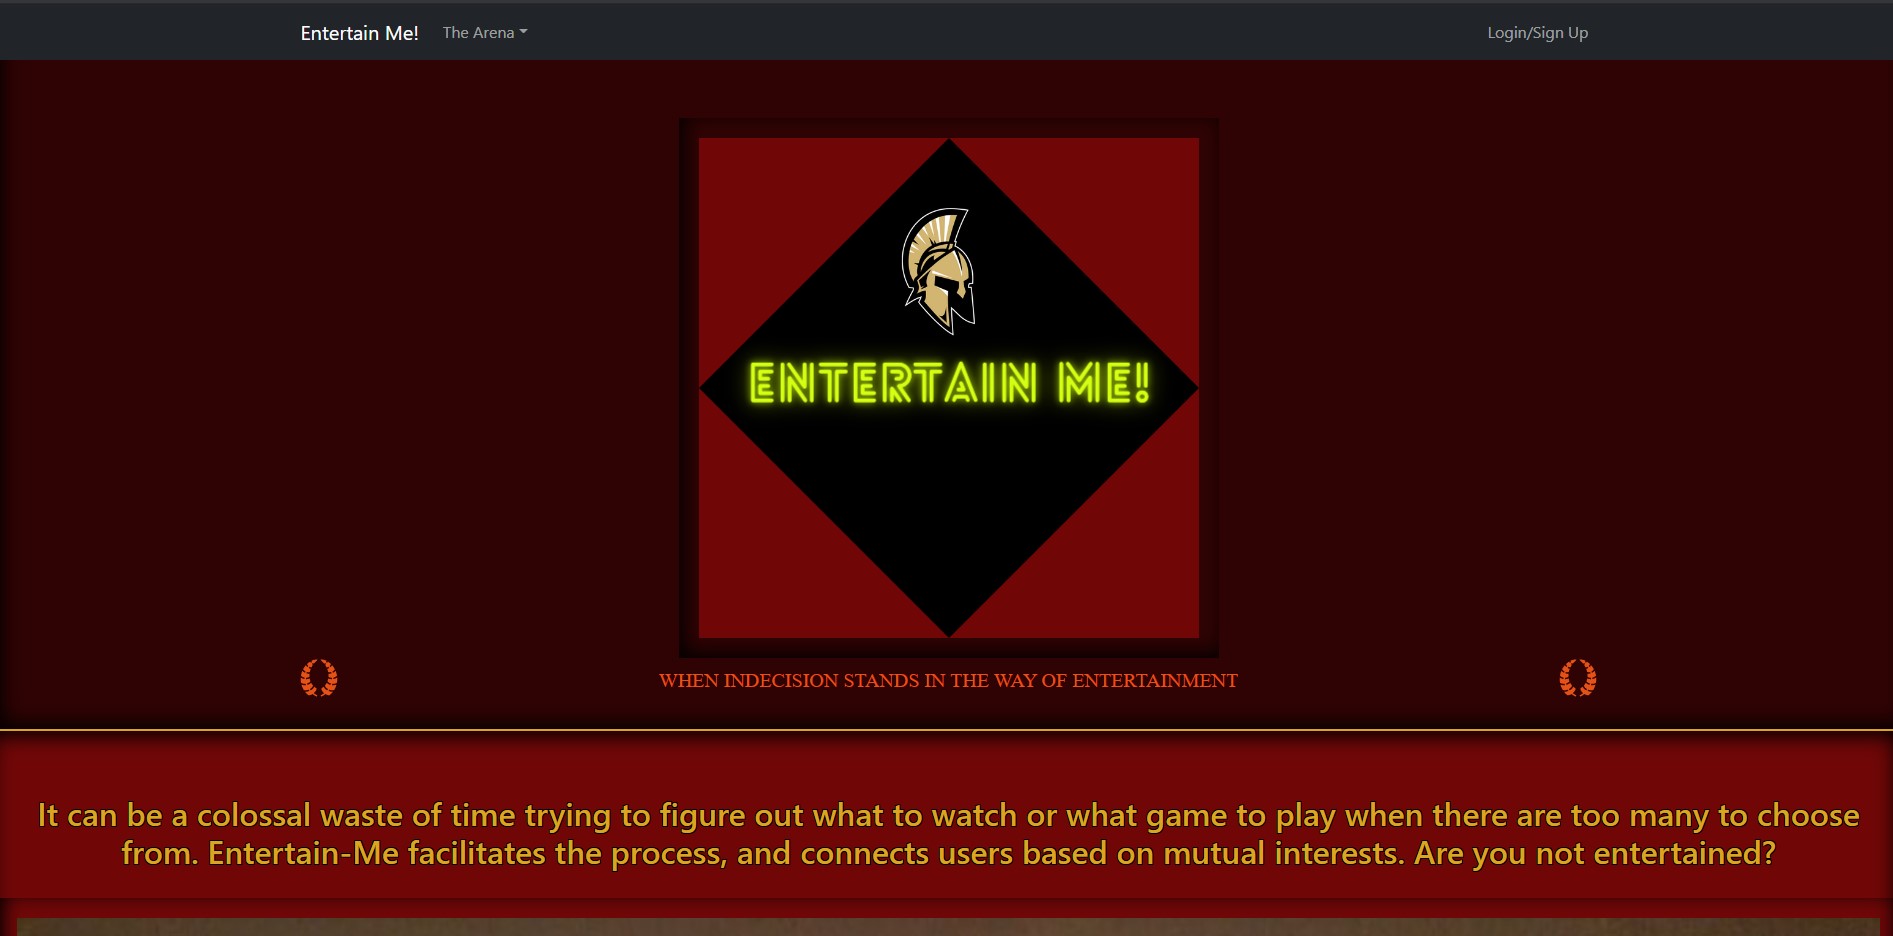 Entertain Me! The Arena Login/Sign Up
ENTERTAIN ME!
WHEN INDECISION STANDS IN THE WAY OF ENTERTAINMENT
It can be a colossal waste of time trying to figure out what to watch or what game to play when there are too many to choose
from. Entertain-Me facilitates the process, and connects users based on mutual interests. Are you not entertained?